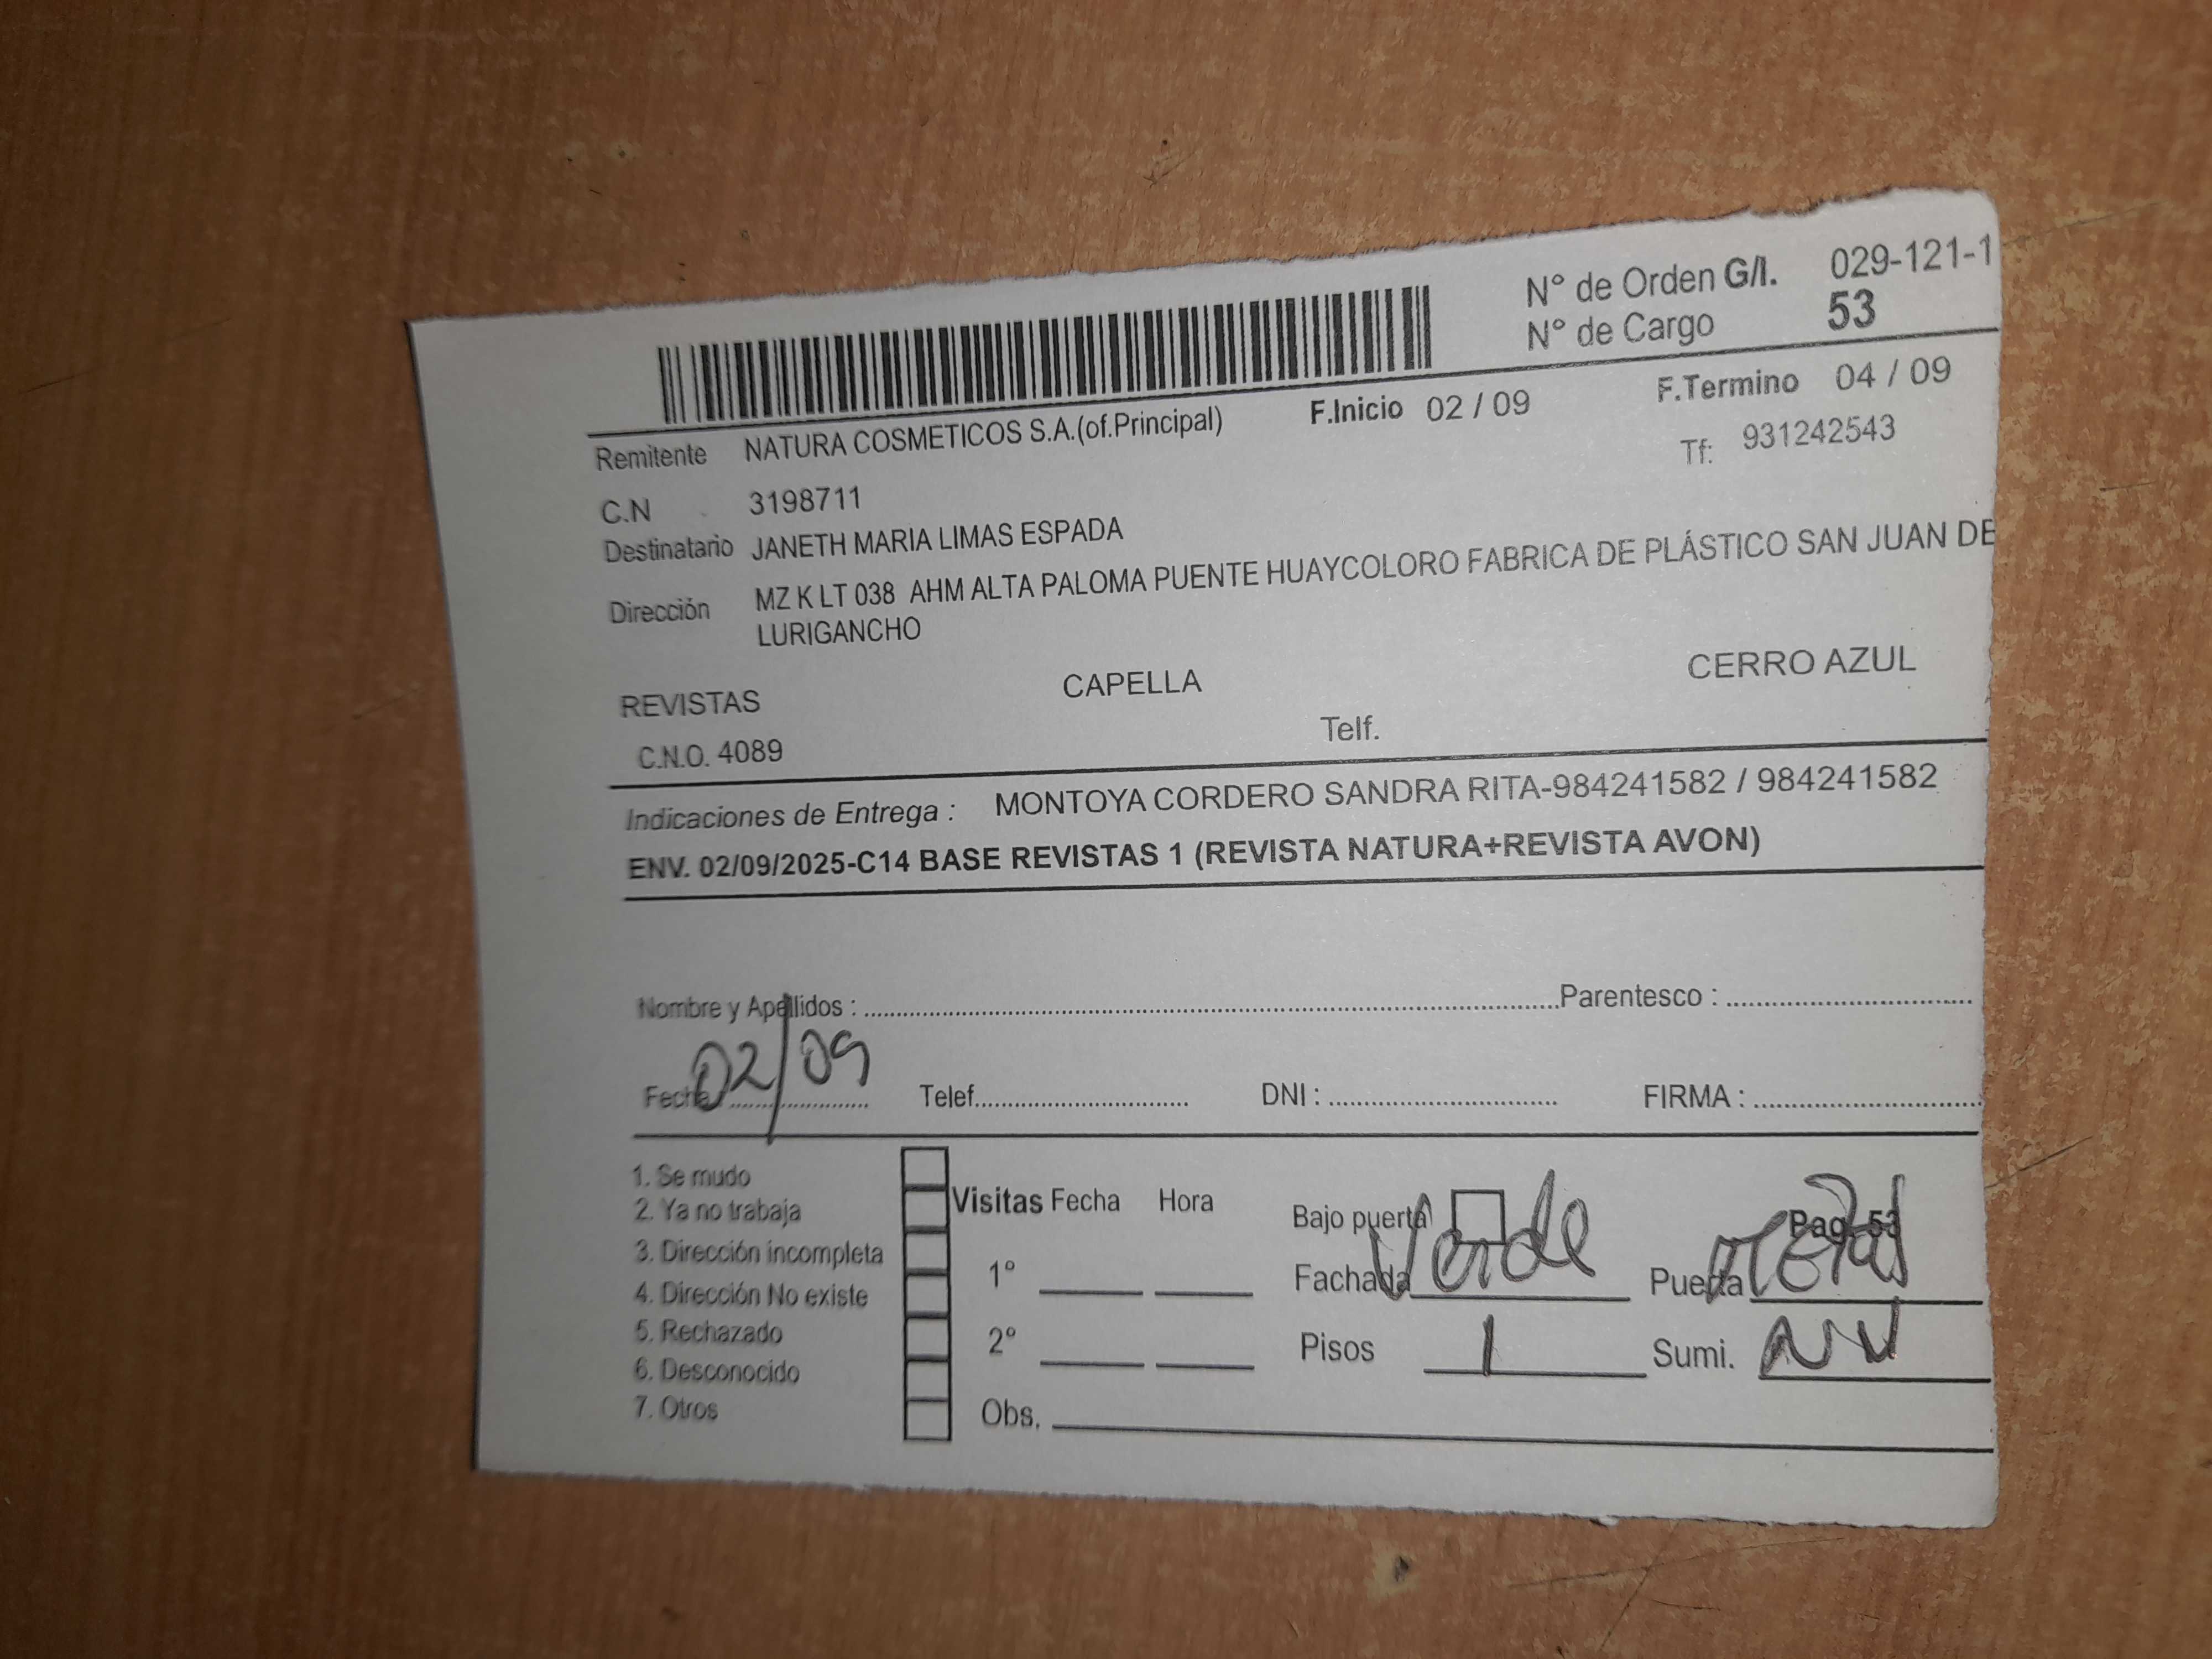 N° de Orden G/I. 029-121-1
N° de Cargo 53
F.Inicio 02 / 09 F.Termino 04 / 09
Remitente NATURA COSMETICOS S.A.(of.Principal) Tf: 931242543
C.N 3198711
Destinatario JANETH MARIA LIMAS ESPADA
Dirección MZ K LT 038 AHM ALTA PALOMA PUENTE HUAYCOLORO FABRICA DE PLÁSTICO SAN JUAN DE
LURIGANCHO
REVISTAS CAPELLA CERRO AZUL
C.N.O. 4089 Telf.
Indicaciones de Entrega : MONTOYA CORDERO SANDRA RITA-984241582 / 984241582
ENV. 02/09/2025-C14 BASE REVISTAS 1 (REVISTA NATURA+REVISTA AVON)
Nombre y Apellidos : Parentesco :
Fecha 02/09 Telef. DNI : FIRMA :
1. Se mudo
2. Ya no trabaja
3. Dirección incompleta
4. Dirección No existe
5. Rechazado
6. Desconocido
7. Otros
Visitas Fecha Hora
1°
2°
Obs.
Bajo puerta Pag. 53
Fachada Verde Puerta metal
Pisos 1 Sumi.